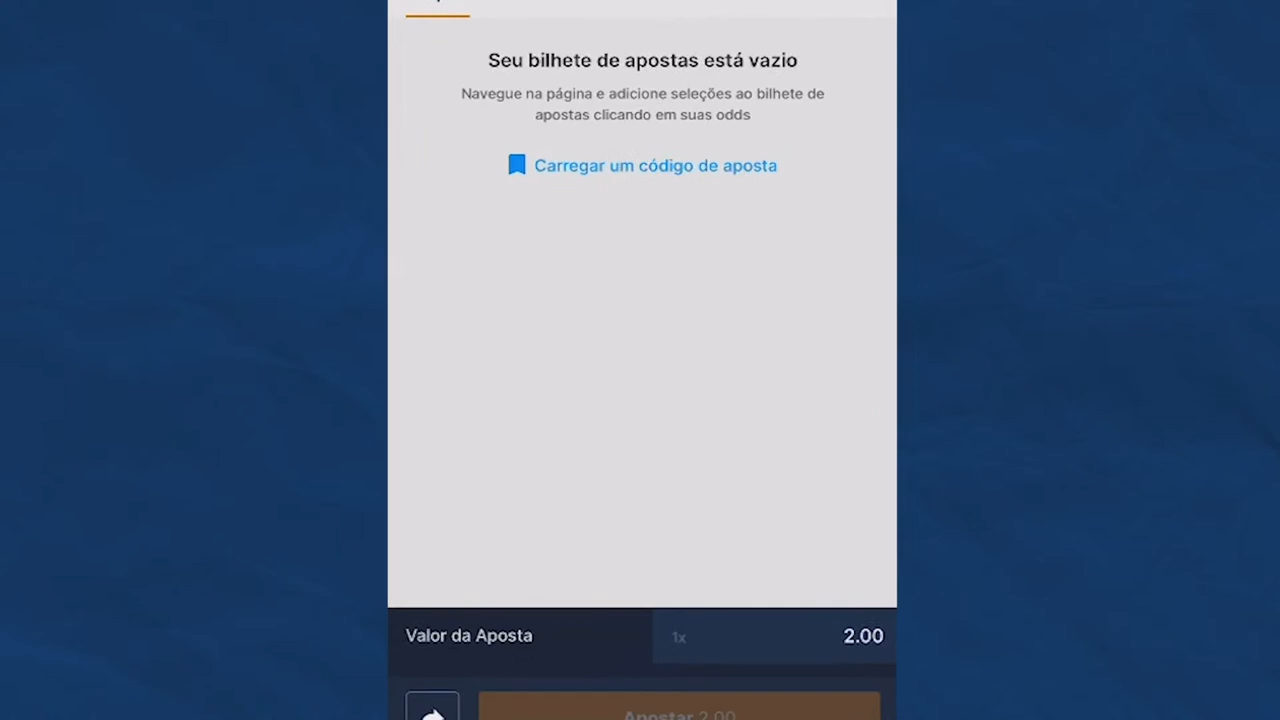 Seu bilhete de apostas está vazio
Navegue na página e adicione seleções ao bilhete de
apostas clicando em suas odds
Carregar um código de aposta
Valor da Aposta
1x
2.00
Apostar 2.00